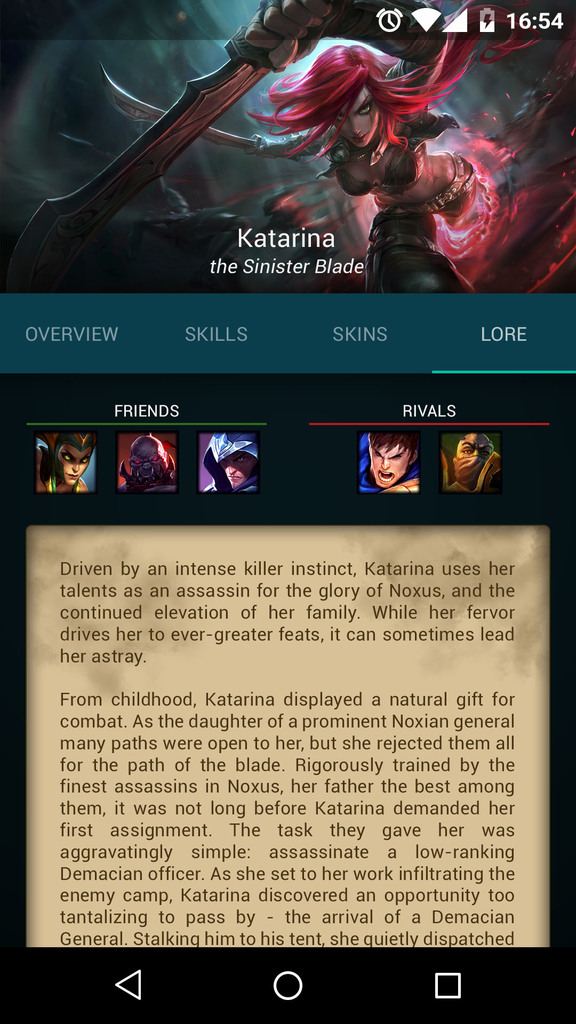 16:54
Katarina
the Sinister Blade
OVERVIEW
SKILLS
SKINS
LORE
FRIENDS
RIVALS
Driven by an intense killer instinct, Katarina uses her
talents as an assassin for the glory of Noxus, and the
continued elevation of her family. While her fervor
drives her to ever-greater feats, it can sometimes lead
her astray.
From childhood, Katarina displayed a natural gift for
combat. As the daughter of a prominent Noxian general
many paths were open to her, but she rejected them all
for the path of the blade. Rigorously trained by the
finest assassins in Noxus, her father the best among
them, it was not long before Katarina demanded her
first assignment. The task they gave her was
aggravatingly simple: assassinate a low-ranking
Demacian officer. As she set to her work infiltrating the
enemy camp, Katarina discovered an opportunity too
tantalizing to pass by - the arrival of a Demacian
General. Stalking him to his tent, she quietly dispatched